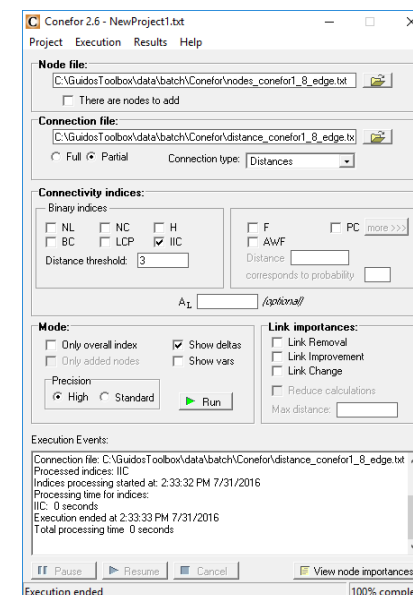 Conefor 2.6 - NewProject1.txt
Project Execution Results Help
Node file:
C:\GuidosToolbox\data\batch\Conefor\nodes_conefor1_8_edge.txt
There are nodes to add
Connection file:
C:\GuidosToolbox\data\batch\Conefor\distance_conefor1_8_edge.tx
Full Partial Connection type: Distances
Connectivity indices:
Binary indices
NL NC H F PC more >>>
BC LCP IIC AWF
Distance threshold: 3 Distance
corresponds to probability
AL (optional)
Mode: Link importances:
Only overall index Show deltas Link Removal
Only added nodes Show vars Link Improvement
Link Change
Precision Reduce calculations
High Standard Run Max distance:
Execution Events:
Connection file: C:\GuidosToolbox\data\batch\Conefor\distance_conefor1_8_edge.txt
Processed indices: IIC
Indices processing started at: 2:33:32 PM 7/31/2016
Processing time for indices:
IIC: 0 seconds
Execution ended at 2:33:33 PM 7/31/2016
Total processing time 0 seconds
Pause Resume Cancel View node importances
Execution ended 100% comple